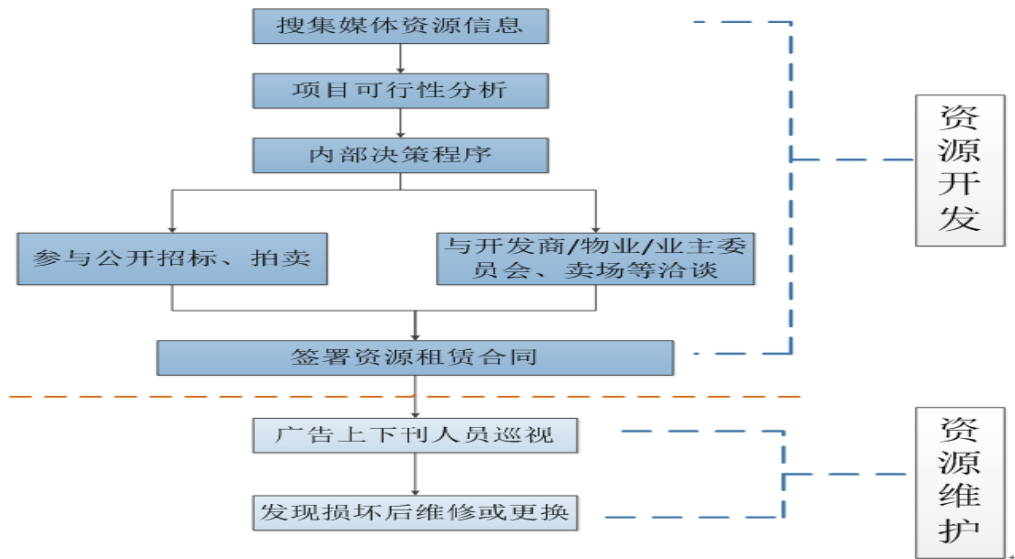 搜集媒体资源信息
项目可行性分析
内部决策程序
参与公开招标、拍卖
与开发商/物业/业主委
员会、卖场等洽谈
签署资源租赁合同
资
源
开
发
广告上下刊人员巡视
发现损坏后维修或更换
资
源
维
护